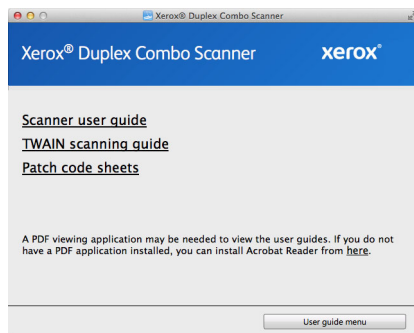 Xerox® Duplex Combo Scanner
Xerox® Duplex Combo Scanner
xerox®
Scanner user guide
TWAIN scanning guide
Patch code sheets
A PDF viewing application may be needed to view the user guides. If you do not
have a PDF application installed, you can install Acrobat Reader from here.
User guide menu